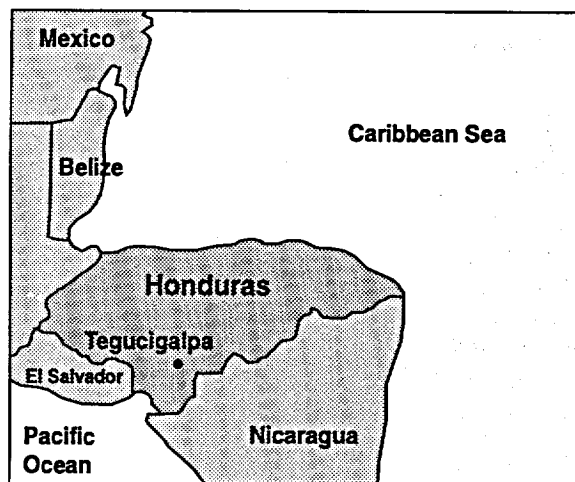 Mexico
Caribbean Sea
Belize
Honduras
Tegucigalpa
El Salvador
Nicaragua
Pacific
Ocean